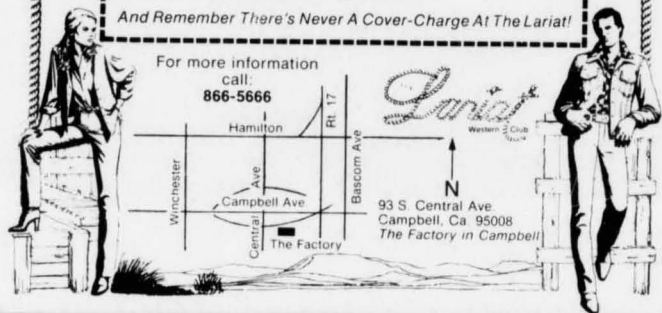 And Remember There's Never A Cover-Charge At The Lariat!
For more information
call:
866-5666
Hamilton
Rt. 17
Bascom Ave
Winchester
Central Ave
Campbell Ave
The Factory
Lariat
Western Club
N
93 S. Central Ave.
Campbell, Ca. 95008
The Factory in Campbell